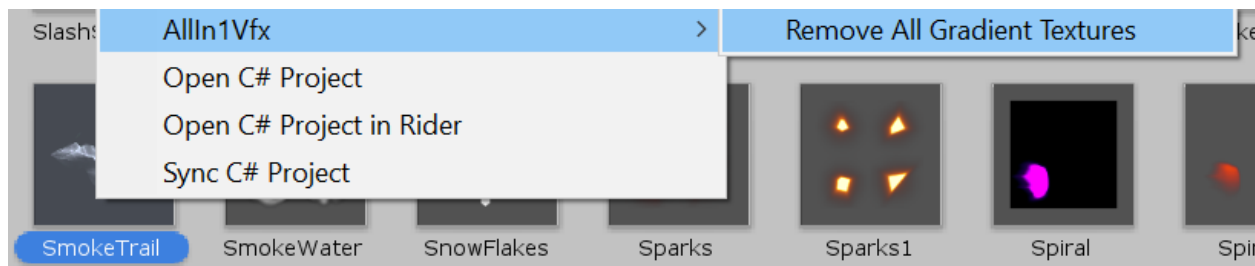 AllIn1Vfx > Remove All Gradient Textures
Open C# Project
Open C# Project in Rider
Sync C# Project
SmokeTrail SmokeWater SnowFlakes Sparks Sparks1 Spiral